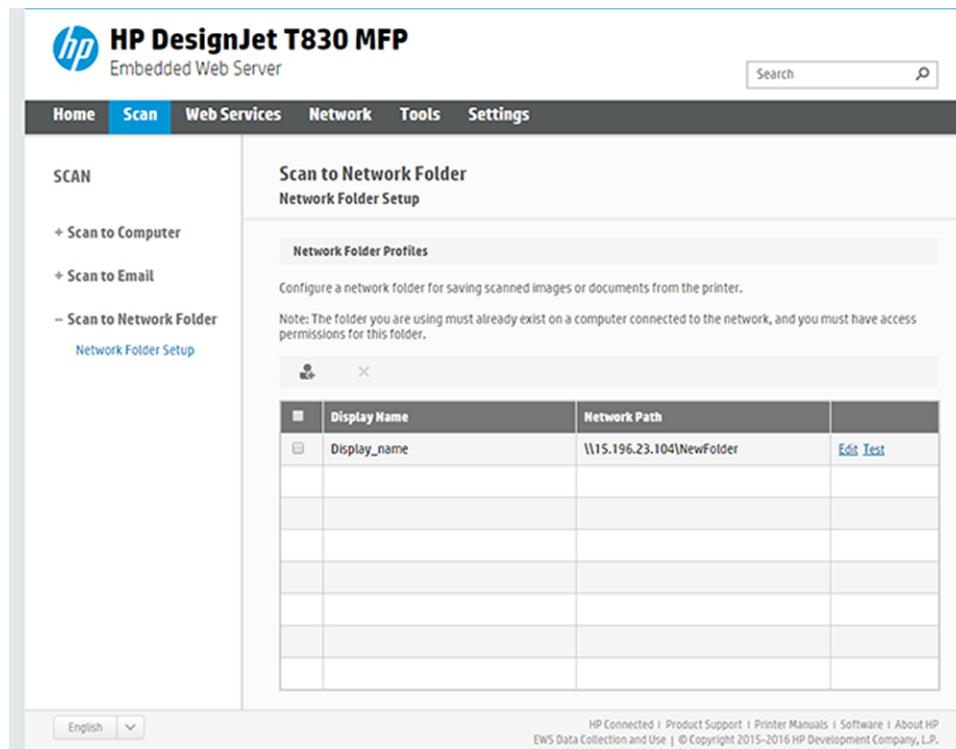 hp HP DesignJet T830 MFP
Embedded Web Server
Search
Home Scan Web Services Network Tools Settings
SCAN
+ Scan to Computer
+ Scan to Email
− Scan to Network Folder
Network Folder Setup
Scan to Network Folder
Network Folder Setup
Network Folder Profiles
Configure a network folder for saving scanned images or documents from the printer.
Note: The folder you are using must already exist on a computer connected to the network, and you must have access
permissions for this folder.
Display Name Network Path
Display_name \\15.196.23.104\NewFolder Edit Test
English
HP Connected | Product Support | Printer Manuals | Software | About HP
EWS Data Collection and Use | © Copyright 2015-2016 HP Development Company, L.P.